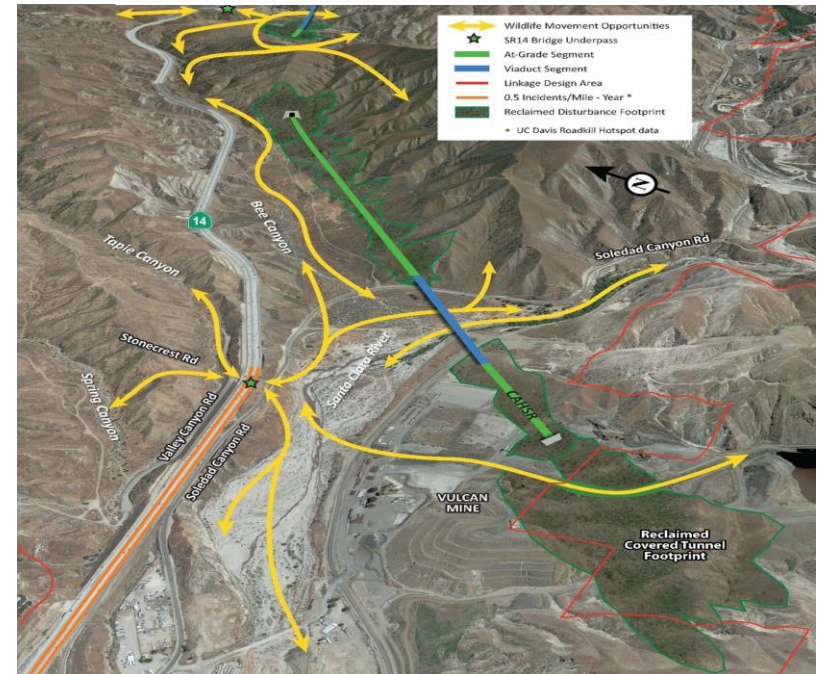 Wildlife Movement Opportunities
SR14 Bridge Underpass
At-Grade Segment
Viaduct Segment
Linkage Design Area
0.5 Incidents/Mile - Year *
Reclaimed Disturbance Footprint
* UC Davis Roadkill Hotspot data
N
14
Bee Canyon
Tapie Canyon
Soledad Canyon Rd
Stonecrest Rd
Santa Clara River
Spring Canyon
Valley Canyon Rd
Soledad Canyon Rd
CAHSR
VULCAN
MINE
Reclaimed
Covered Tunnel
Footprint